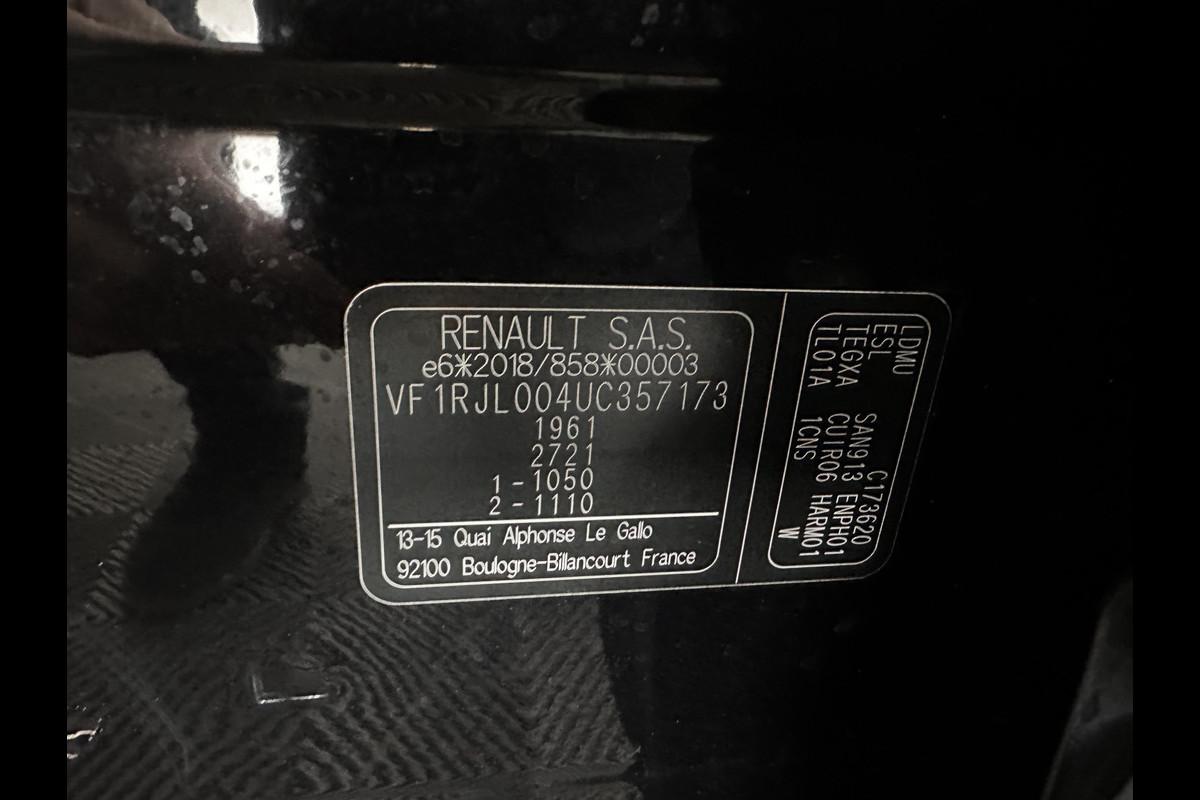 RENAULT S.A.S.
e6*2018/858*00003
VF1RJL004UC357173
1961
2721
1-1050
2-1110
13-15 Quai Alphonse Le Gallo
92100 Boulogne-Billancourt France
LDMU C173620
ESL SAN913 ENPH01
TEGXA CUIR06 HARM01
TL01A 1CNS W